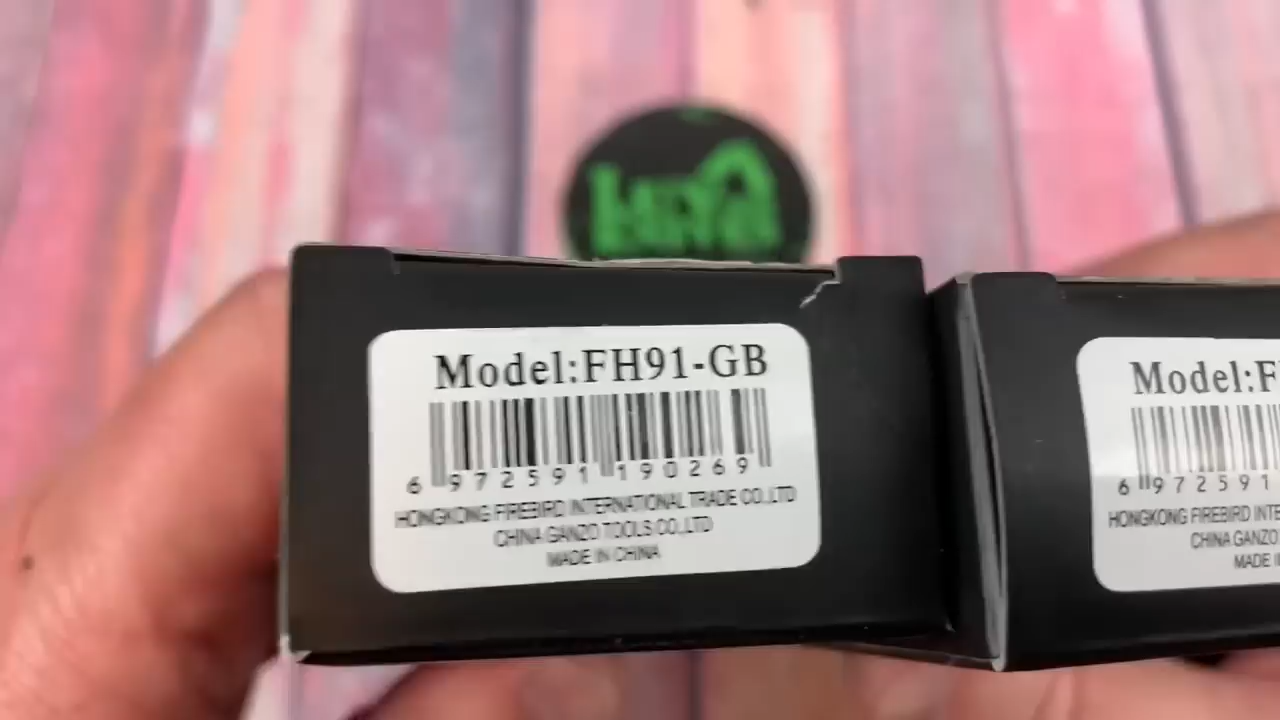 Model:FH91-GB
6 972591 190269
HONGKONG FIREBIRD INTERNATIONAL TRADE CO.,LTD
CHINA GANZO TOOLS CO.,LTD
MADE IN CHINA
Model:F
6 972591
HONGKONG FIREBIRD INTE
CHINA GANZO
MADE I